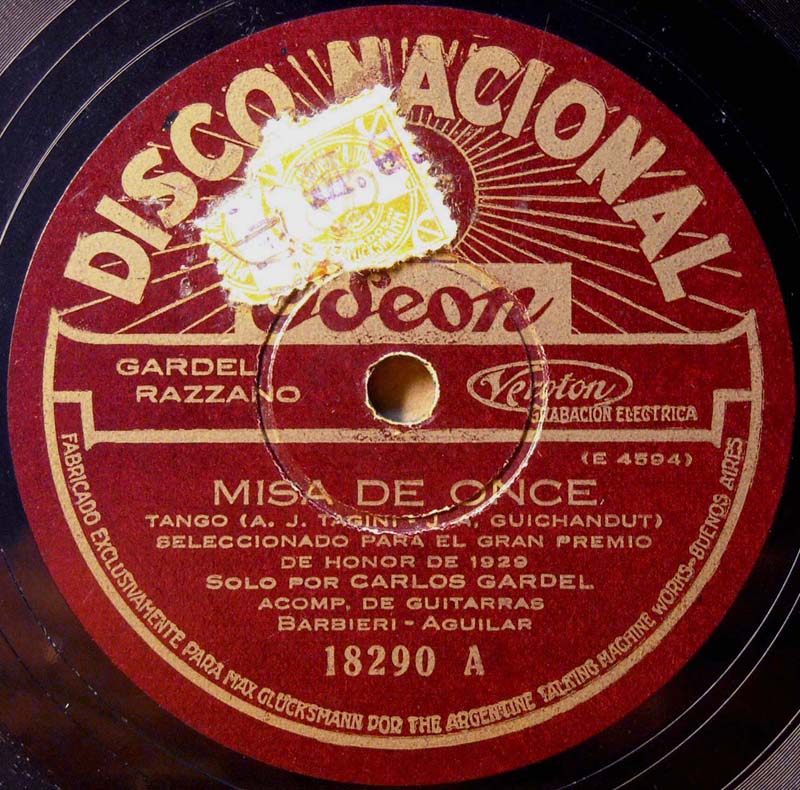 DISCO NACIONAL
Odeon
GARDEL
RAZZANO
Veroton
GRABACIÓN ELECTRICA
(E 4594)
MISA DE ONCE
TANGO (A. J. TAGINI - J. A. GUICHANDUT)
SELECCIONADO PARA EL GRAN PREMIO
DE HONOR DE 1929
SOLO POR CARLOS GARDEL
ACOMP. DE GUITARRAS
BARBIERI - AGUILAR
18290 A
FABRICADO EXCLUSIVAMENTE PARA MAX GLÜCKSMANN POR THE ARGENTINE TALKING MACHINE WORKS-BUENOS AIRES